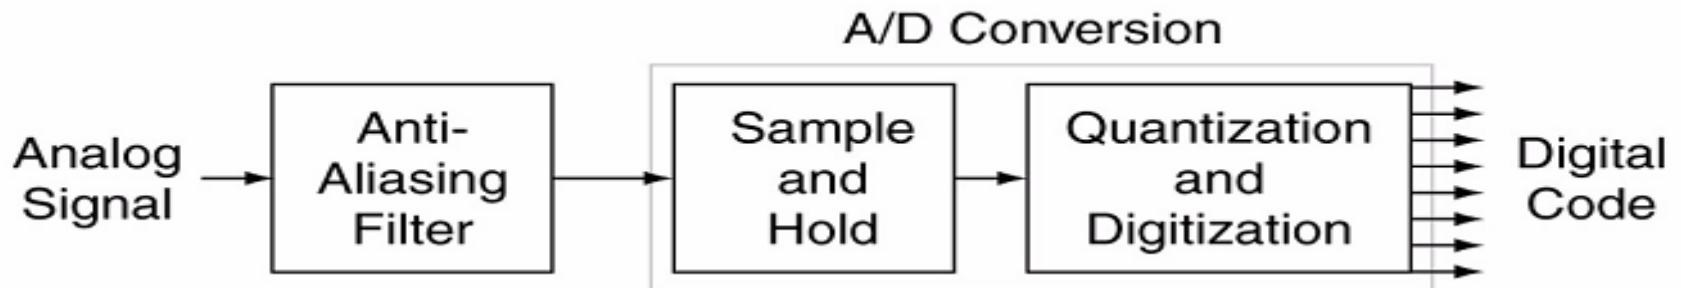 A/D Conversion
Analog
Signal
Anti-
Aliasing
Filter
Sample
and
Hold
Quantization
and
Digitization
Digital
Code